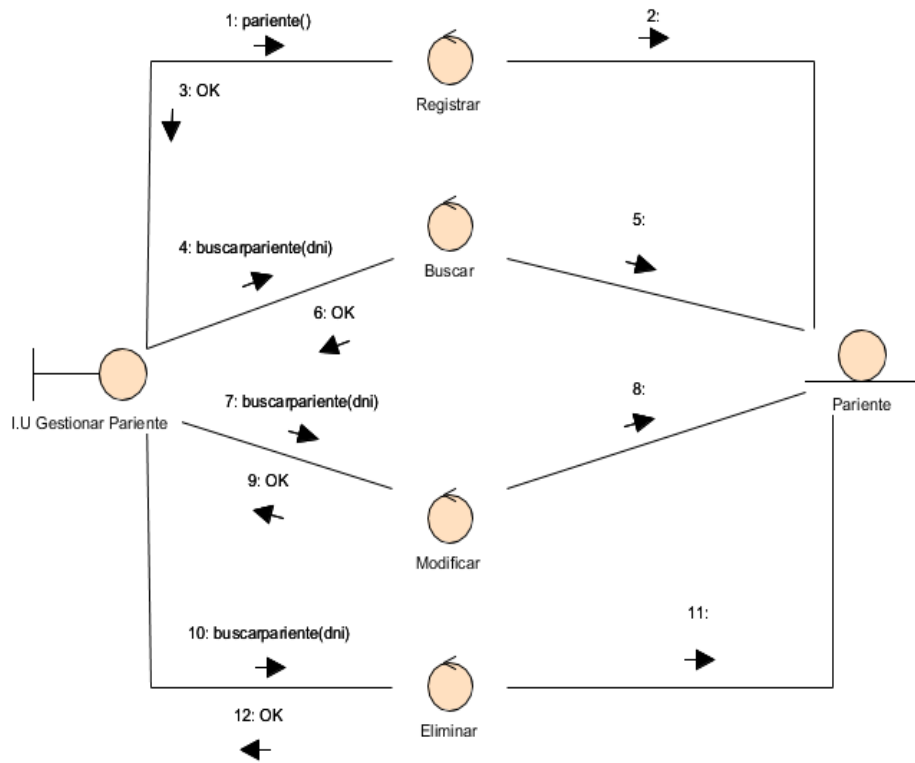 1: pariente()
2:
3: OK
Registrar
4: buscarpariente(dni)
5:
Buscar
6: OK
I.U Gestionar Pariente
7: buscarpariente(dni)
8:
Pariente
9: OK
Modificar
10: buscarpariente(dni)
11:
12: OK
Eliminar